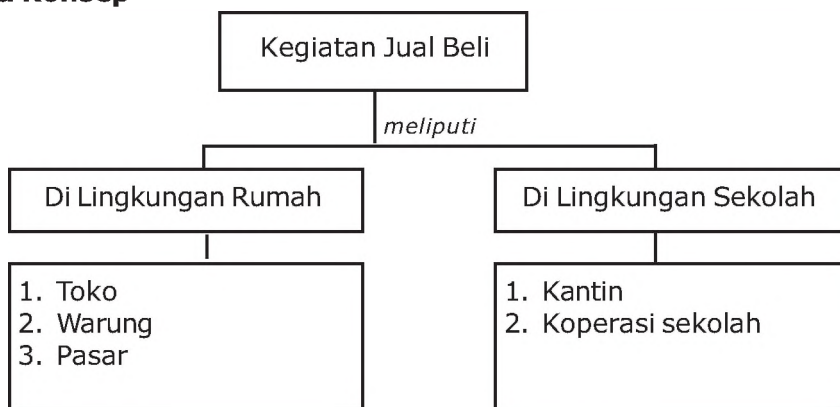 Kegiatan Jual Beli
meliputi
Di Lingkungan Rumah
Di Lingkungan Sekolah
1. Toko
2. Warung
3. Pasar
1. Kantin
2. Koperasi sekolah